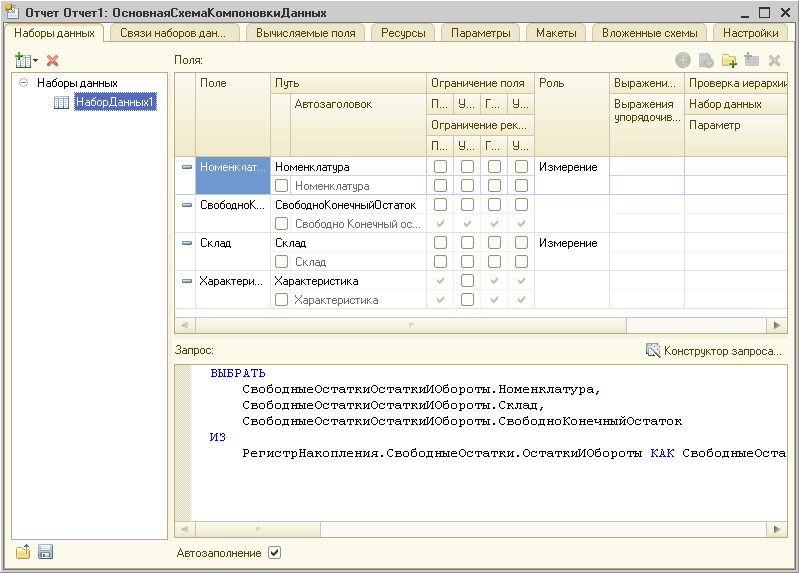 Отчет Отчет1: ОсновнаяСхемаКомпоновкиДанных
Наборы данных
Связи наборов дан...
Вычисляемые поля
Ресурсы
Параметры
Макеты
Вложенные схемы
Настройки
Поля:
Наборы данных
НаборДанных1
Поле
Путь
Ограничение поля
Роль
Выражени...
Проверка иерархии
Автозаголовок
П... У... Г... У...
Выражения упорядочив...
Набор данных
Ограничение рек...
Параметр
П... У... Г... У...
Номенклат...
Номенклатура
Измерение
Номенклатура
СвободноК...
СвободноКонечныйОстаток
Свободно Конечный ос...
Склад
Склад
Измерение
Склад
Характери...
Характеристика
Характеристика
Запрос:
Конструктор запроса...
ВЫБРАТЬ
СвободныеОстаткиОстаткиИОбороты.Номенклатура,
СвободныеОстаткиОстаткиИОбороты.Склад,
СвободныеОстаткиОстаткиИОбороты.СвободноКонечныйОстаток
ИЗ
РегистрНакопления.СвободныеОстатки.ОстаткиИОбороты КАК СвободныеОста
Автозаполнение